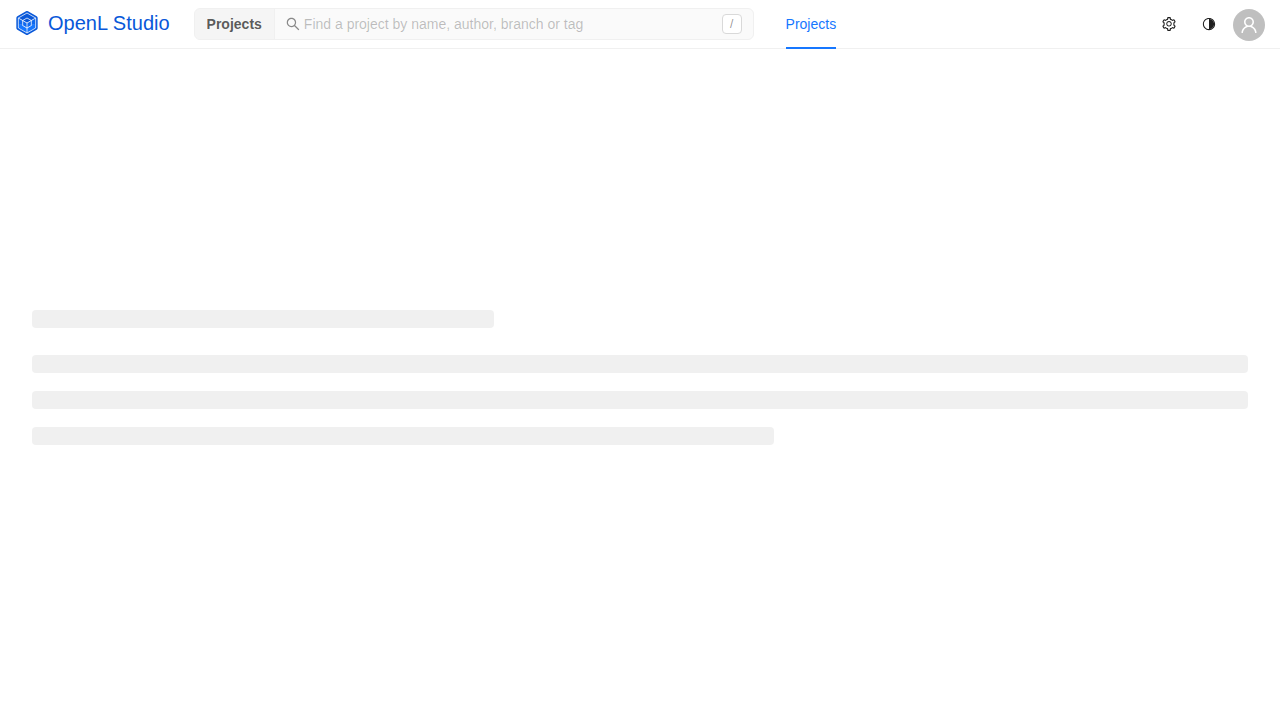 OpenL Studio
Projects
Find a project by name, author, branch or tag
/
Projects